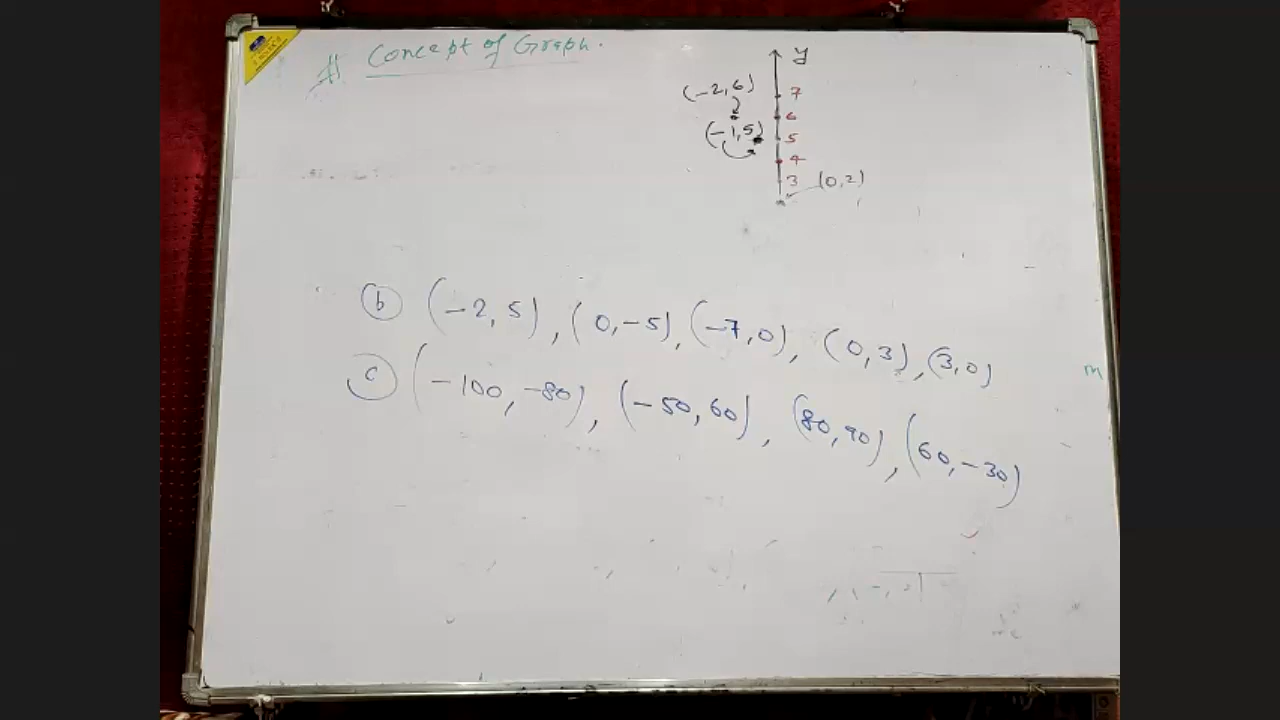 # Concept of Graph.
y
(-2,6)
7
6
(-1,5)
5
4
3
(0,2)
b (-2, 5), (0, -5), (-7, 0), (0, 3), (3, 0)
c (-100, -80), (-50, 60), (80, 90), (60, -30)
m